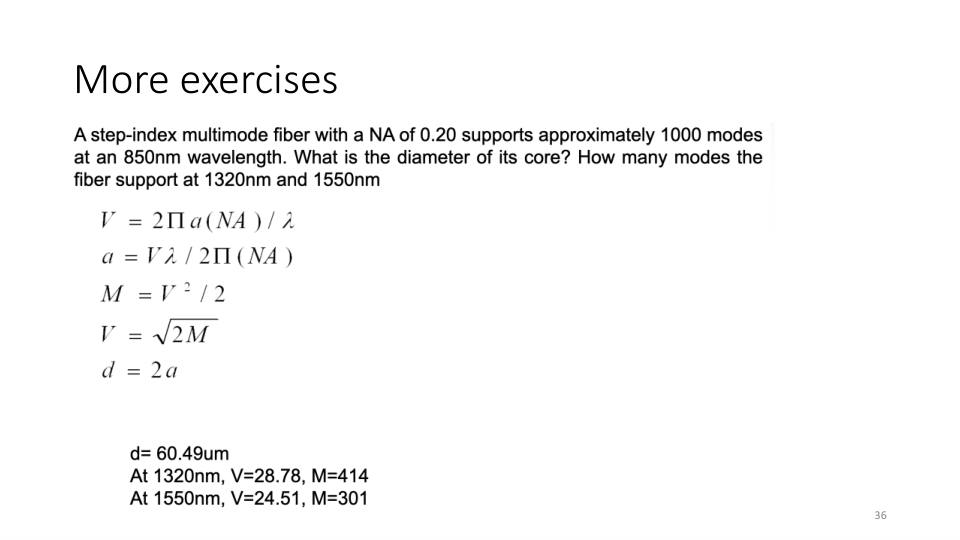 More exercises
A step-index multimode fiber with a NA of 0.20 supports approximately 1000 modes
at an 850nm wavelength. What is the diameter of its core? How many modes the
fiber support at 1320nm and 1550nm
V = 2Π a(NA) / λ
a = Vλ / 2Π (NA)
M = V² / 2
V = √2M
d = 2a
d= 60.49um
At 1320nm, V=28.78, M=414
At 1550nm, V=24.51, M=301
36